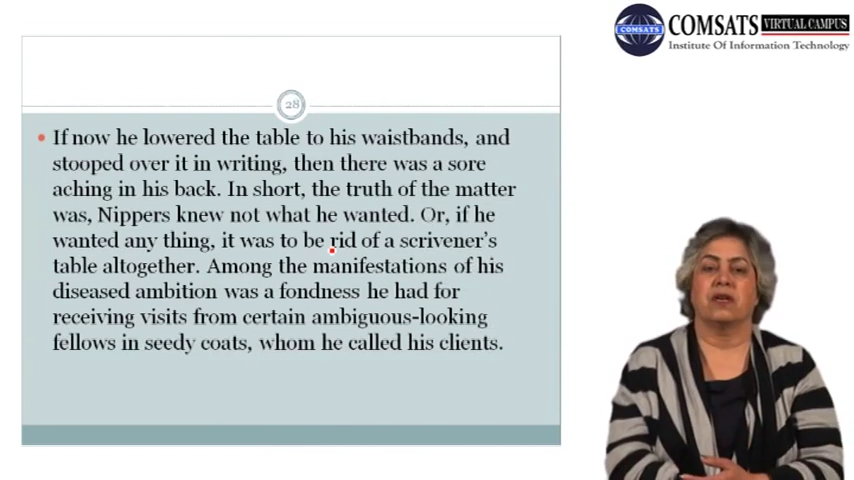 COMSATS VIRTUAL CAMPUS
Institute Of Information Technology
COMSATS
28
If now he lowered the table to his waistbands, and
stooped over it in writing, then there was a sore
aching in his back. In short, the truth of the matter
was, Nippers knew not what he wanted. Or, if he
wanted any thing, it was to be rid of a scrivener's
table altogether. Among the manifestations of his
diseased ambition was a fondness he had for
receiving visits from certain ambiguous-looking
fellows in seedy coats, whom he called his clients.